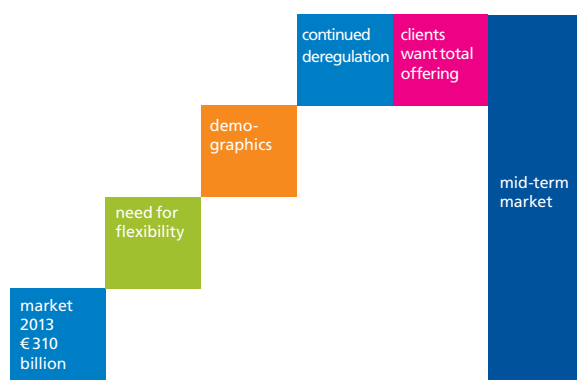 continued
deregulation
clients
want total
offering
demo-
graphics
mid-term
market
need for
flexibility
market
2013
€ 310
billion